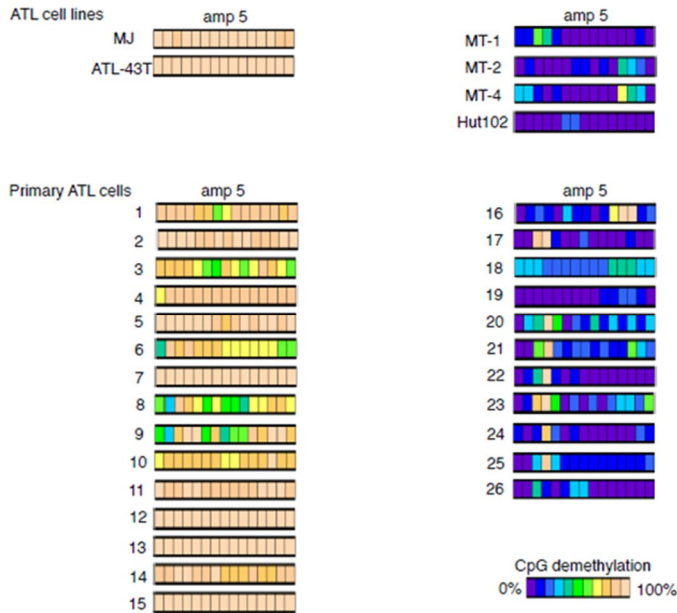 ATL cell lines
amp 5
MJ
ATL-43T
amp 5
MT-1
MT-2
MT-4
Hut102
Primary ATL cells
amp 5
1
2
3
4
5
6
7
8
9
10
11
12
13
14
15
amp 5
16
17
18
19
20
21
22
23
24
25
26
CpG demethylation
0% 100%